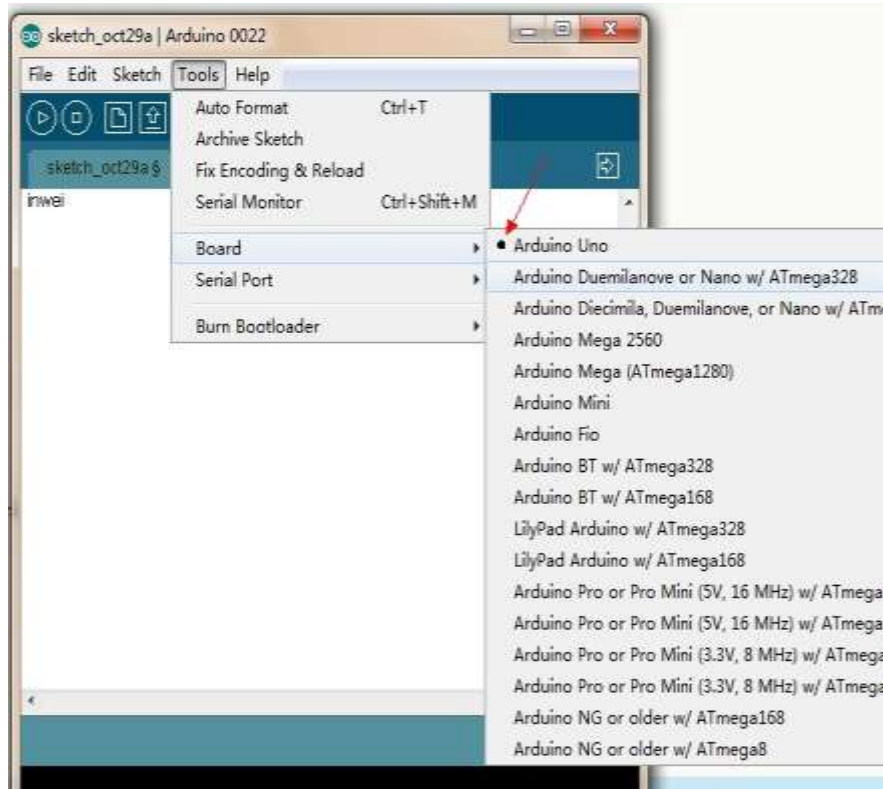 sketch_oct29a | Arduino 0022
File Edit Sketch Tools Help
sketch_oct29a §
inwei
Auto Format Ctrl+T
Archive Sketch
Fix Encoding & Reload
Serial Monitor Ctrl+Shift+M
Board
Serial Port
Burn Bootloader
Arduino Uno
Arduino Duemilanove or Nano w/ ATmega328
Arduino Diecimila, Duemilanove, or Nano w/ ATm
Arduino Mega 2560
Arduino Mega (ATmega1280)
Arduino Mini
Arduino Fio
Arduino BT w/ ATmega328
Arduino BT w/ ATmega168
LilyPad Arduino w/ ATmega328
LilyPad Arduino w/ ATmega168
Arduino Pro or Pro Mini (5V, 16 MHz) w/ ATmega
Arduino Pro or Pro Mini (5V, 16 MHz) w/ ATmega
Arduino Pro or Pro Mini (3.3V, 8 MHz) w/ ATmega
Arduino Pro or Pro Mini (3.3V, 8 MHz) w/ ATmega
Arduino NG or older w/ ATmega168
Arduino NG or older w/ ATmega8